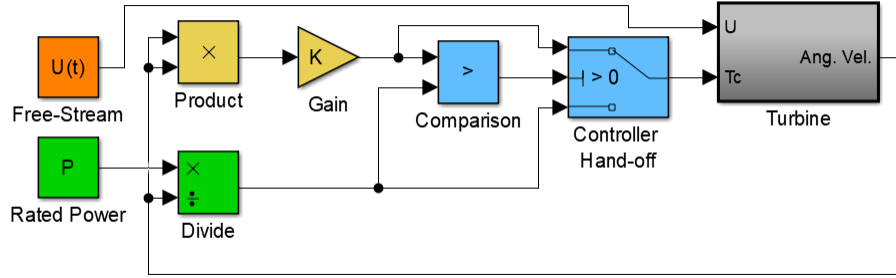 U(t)
Free-Stream
P
Rated Power
×
Product
×
÷
Divide
K
Gain
>
Comparison
> 0
Controller
Hand-off
U
Tc
Ang. Vel.
Turbine